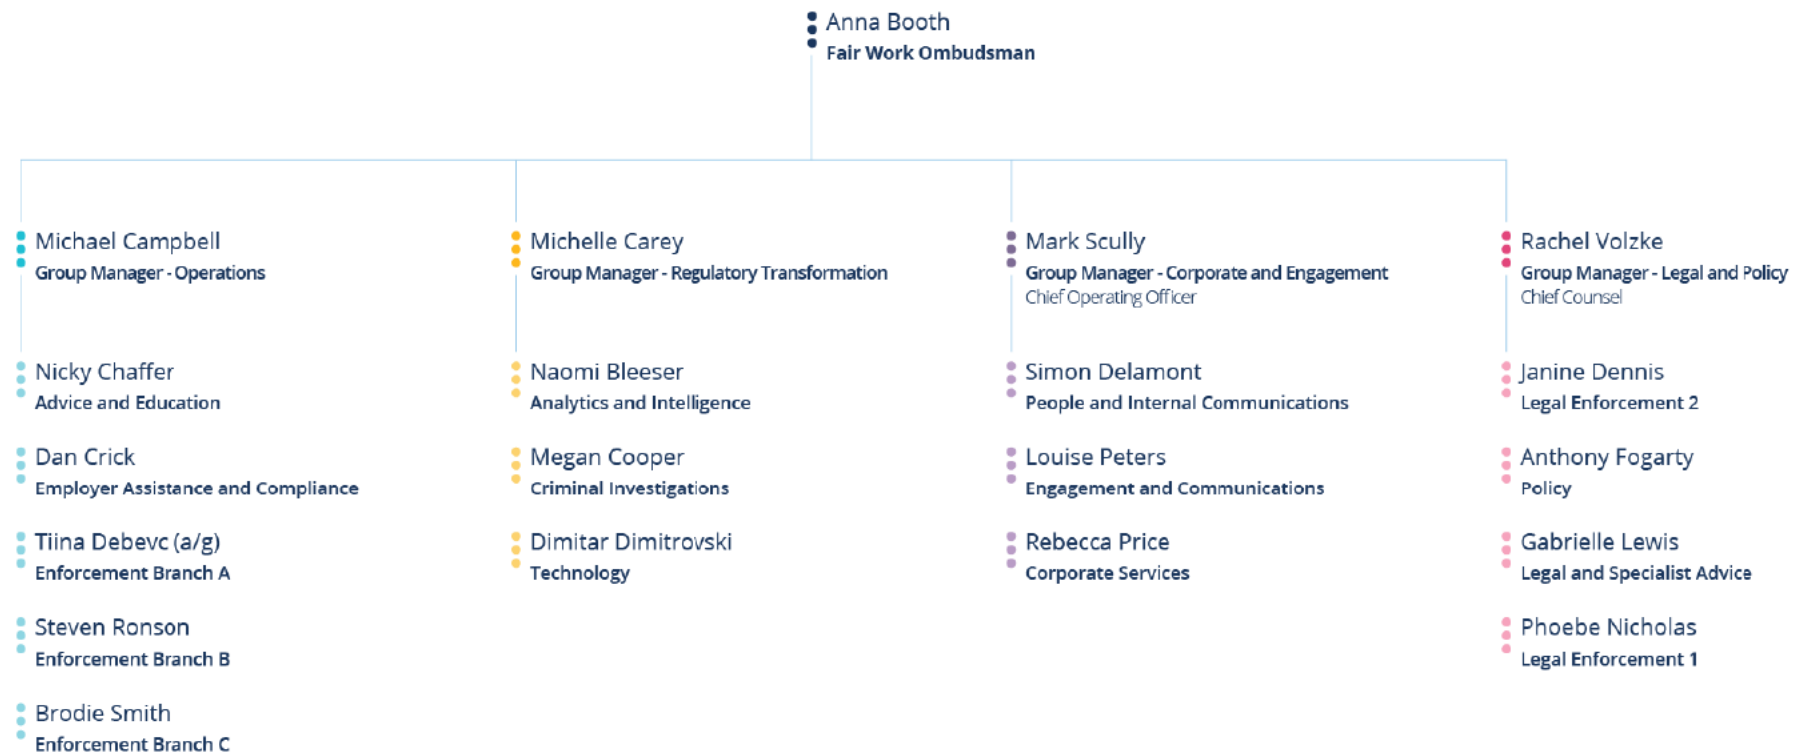 Anna Booth
Fair Work Ombudsman
Michael Campbell
Group Manager - Operations
Nicky Chaffer
Advice and Education
Dan Crick
Employer Assistance and Compliance
Tiina Debevc (a/g)
Enforcement Branch A
Steven Ronson
Enforcement Branch B
Brodie Smith
Enforcement Branch C
Michelle Carey
Group Manager - Regulatory Transformation
Naomi Bleeser
Analytics and Intelligence
Megan Cooper
Criminal Investigations
Dimitar Dimitrovski
Technology
Mark Scully
Group Manager - Corporate and Engagement
Chief Operating Officer
Simon Delamont
People and Internal Communications
Louise Peters
Engagement and Communications
Rebecca Price
Corporate Services
Rachel Volzke
Group Manager - Legal and Policy
Chief Counsel
Janine Dennis
Legal Enforcement 2
Anthony Fogarty
Policy
Gabrielle Lewis
Legal and Specialist Advice
Phoebe Nicholas
Legal Enforcement 1